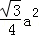 √3/4 a²